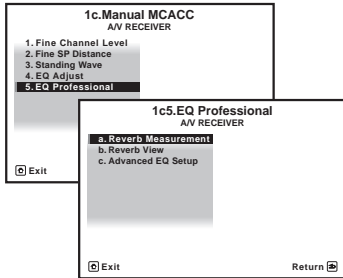 1c.Manual MCACC
A/V RECEIVER
1. Fine Channel Level
2. Fine SP Distance
3. Standing Wave
4. EQ Adjust
5. EQ Professional
Exit
1c5.EQ Professional
A/V RECEIVER
a. Reverb Measurement
b. Reverb View
c. Advanced EQ Setup
Exit
Return